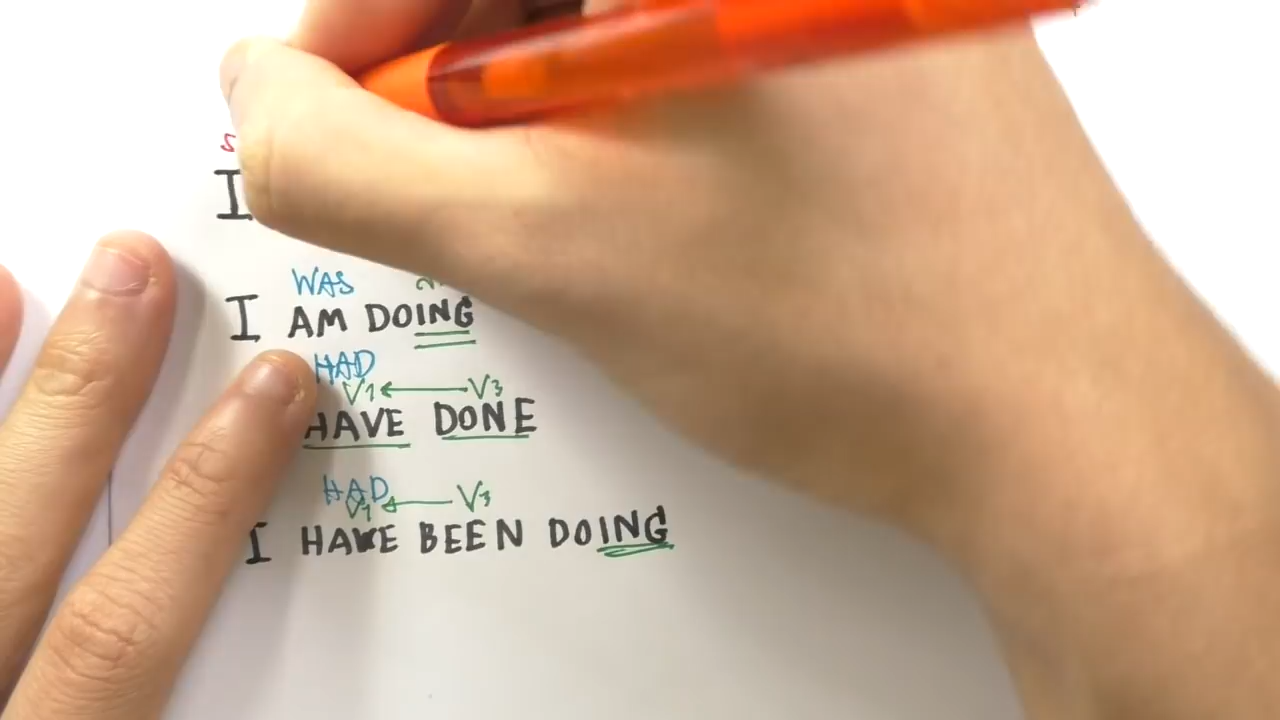 S
I
WAS
I AM DOING
HAD
V1 V3
HAVE DONE
HAD
V1 V3
I HAVE BEEN DOING